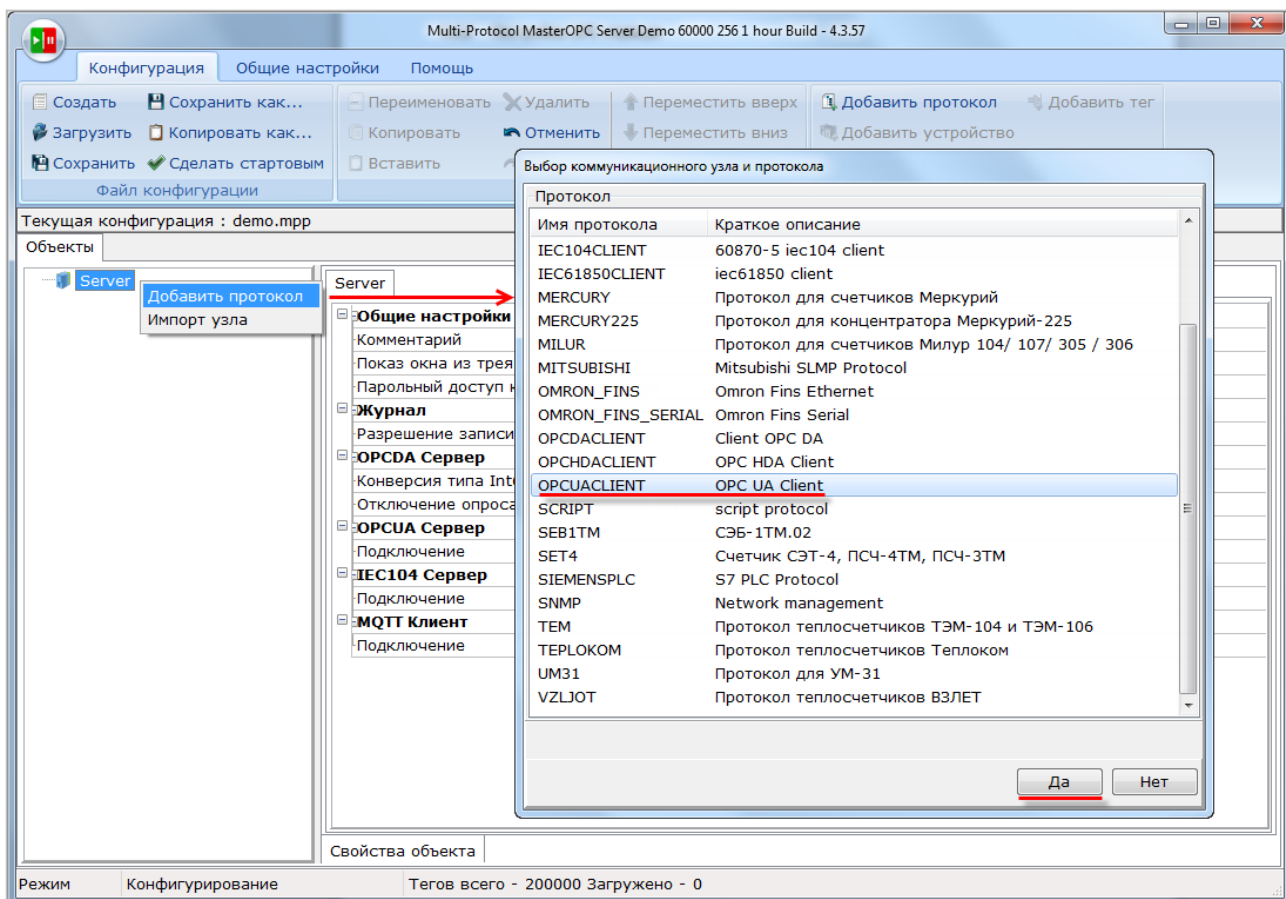 Multi-Protocol MasterOPC Server Demo 60000 256 1 hour Build - 4.3.57
Конфигурация Общие настройки Помощь
Создать Сохранить как... Переименовать Удалить Переместить вверх Добавить протокол Добавить тег
Загрузить Копировать как... Копировать Отменить Переместить вниз Добавить устройство
Сохранить Сделать стартовым Вставить
Файл конфигурации
Текущая конфигурация : demo.mpp
Объекты
Server
Добавить протокол
Импорт узла
Server
Общие настройки
Комментарий
Показ окна из трея
Парольный доступ к
Журнал
Разрешение записи
OPCDA Сервер
Конверсия типа Int
Отключение опроса
OPCUA Сервер
Подключение
IEC104 Сервер
Подключение
MQTT Клиент
Подключение
Свойства объекта
Выбор коммуникационного узла и протокола
Протокол
Имя протокола Краткое описание
IEC104CLIENT 60870-5 iec104 client
IEC61850CLIENT iec61850 client
MERCURY Протокол для счетчиков Меркурий
MERCURY225 Протокол для концентратора Меркурий-225
MILUR Протокол для счетчиков Милур 104/ 107/ 305 / 306
MITSUBISHI Mitsubishi SLMP Protocol
OMRON_FINS Omron Fins Ethernet
OMRON_FINS_SERIAL Omron Fins Serial
OPCDACLIENT Client OPC DA
OPCHDACLIENT OPC HDA Client
OPCUACLIENT OPC UA Client
SCRIPT script protocol
SEB1TM СЭБ-1ТМ.02
SET4 Счетчик СЭТ-4, ПСЧ-4ТМ, ПСЧ-3ТМ
SIEMENSPLC S7 PLC Protocol
SNMP Network management
TEM Протокол теплосчетчиков ТЭМ-104 и ТЭМ-106
TEPLOKOM Протокол теплосчетчиков Теплоком
UM31 Протокол для УМ-31
VZLJOT Протокол теплосчетчиков ВЗЛЕТ
Да Нет
Режим Конфигурирование Тегов всего - 200000 Загружено - 0